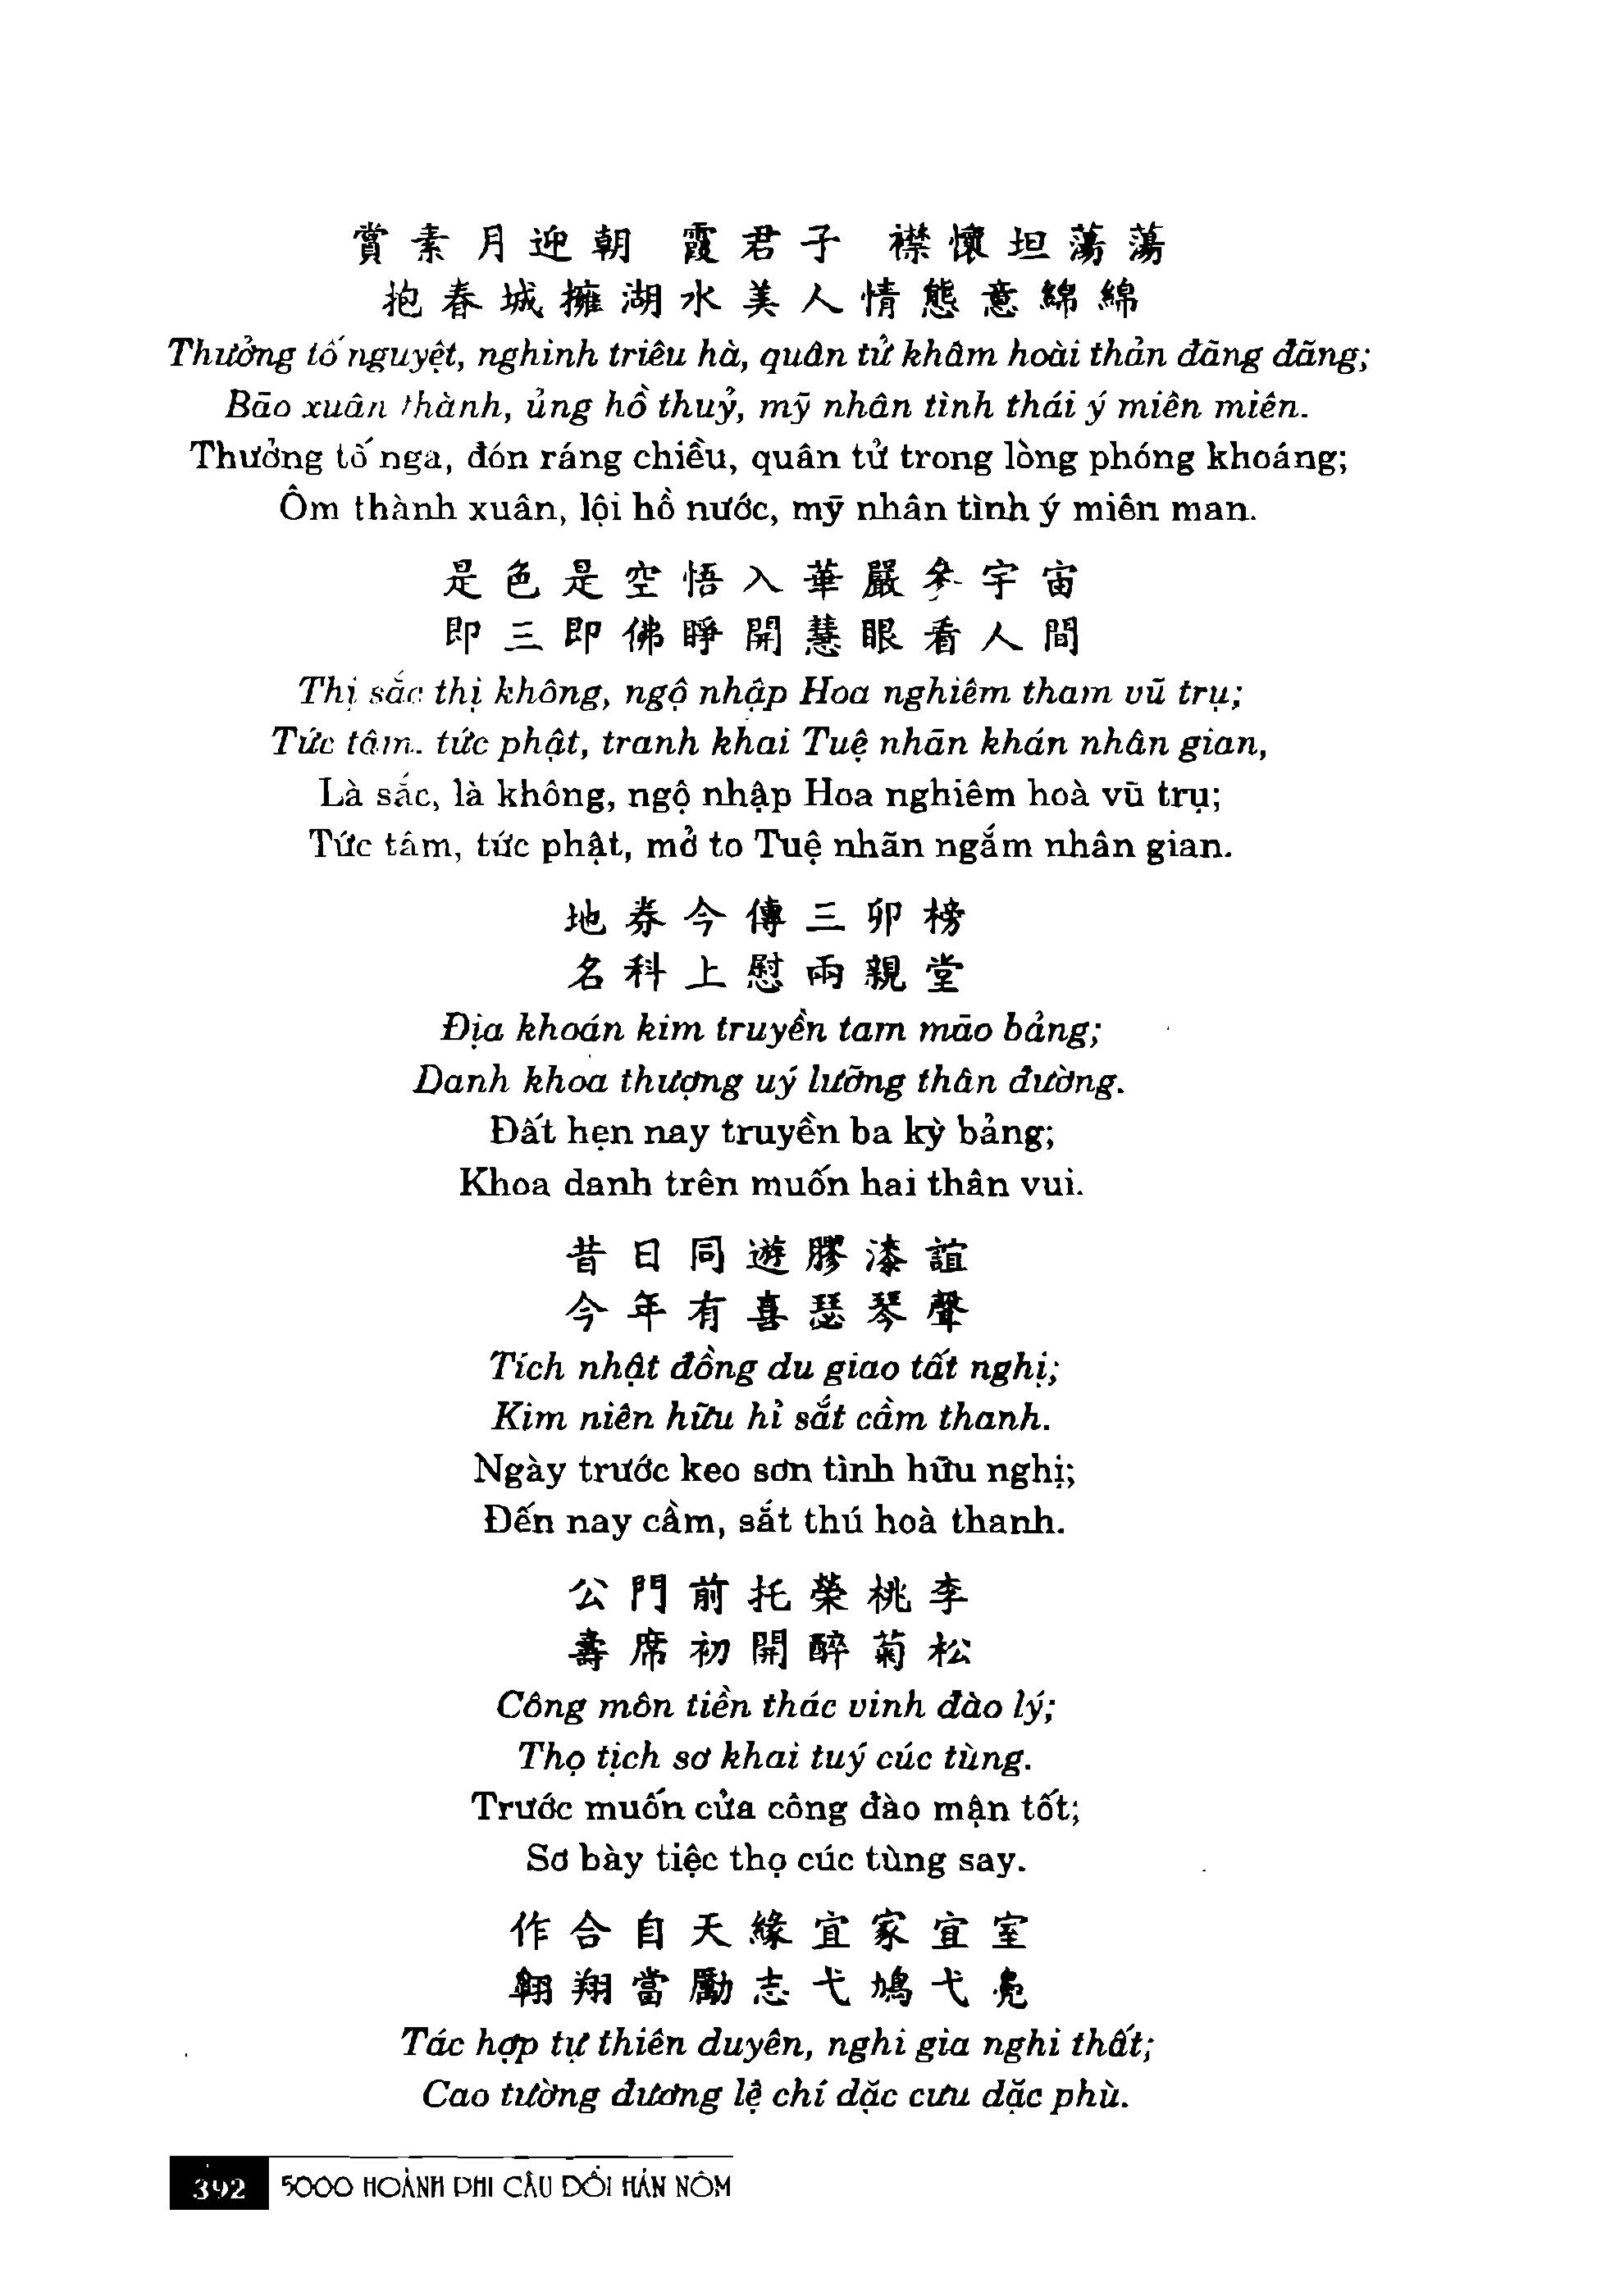 賞素月迎朝 霞君子 襟懷坦蕩蕩
抱春城擁湖水美人情態意綿綿
Thưởng tố nguyệt, nghinh triêu hà, quân tử khâm hoài thản đãng đãng;
Bão xuân thành, ủng hồ thuỷ, mỹ nhân tình thái ý miên miên.
Thưởng tố nga, đón ráng chiều, quân tử trong lòng phóng khoáng;
Ôm thành xuân, lội hồ nước, mỹ nhân tình ý miên man.
是色是空悟入華嚴参宇宙
即三即佛睜開慧眼看人間
Thị sắc thị không, ngộ nhập Hoa nghiêm tham vũ trụ;
Tức tâm. tức phật, tranh khai Tuệ nhãn khán nhân gian,
Là sắc, là không, ngộ nhập Hoa nghiêm hoà vũ trụ;
Tức tâm, tức phật, mở to Tuệ nhãn ngắm nhân gian.
地券今傳三卯榜
名科上慰兩親堂
Địa khoán kim truyền tam mão bảng;
Danh khoa thượng uý lưỡng thân đường.
Đất hẹn nay truyền ba kỳ bảng;
Khoa danh trên muốn hai thân vui.
昔日同遊膠漆誼
今年有喜瑟琴聲
Tích nhật đồng du giao tất nghị;
Kim niên hữu hỉ sắt cầm thanh.
Ngày trước keo sơn tình hữu nghị;
Đến nay cầm, sắt thú hoà thanh.
公門前托榮桃李
壽席初開醉菊松
Công môn tiền thác vinh đào lý;
Thọ tịch sơ khai tuý cúc tùng.
Trước muốn cửa công đào mận tốt;
Sơ bày tiệc thọ cúc tùng say.
作合自天緣宜家宜室
翱翔當勵志弋鳩弋鳧
Tác hợp tự thiên duyên, nghi gia nghi thất;
Cao tường đương lệ chí dặc cưu dặc phù.
392 5000 HOÀNH PHI CÂU ĐỐI HÁN NÔM